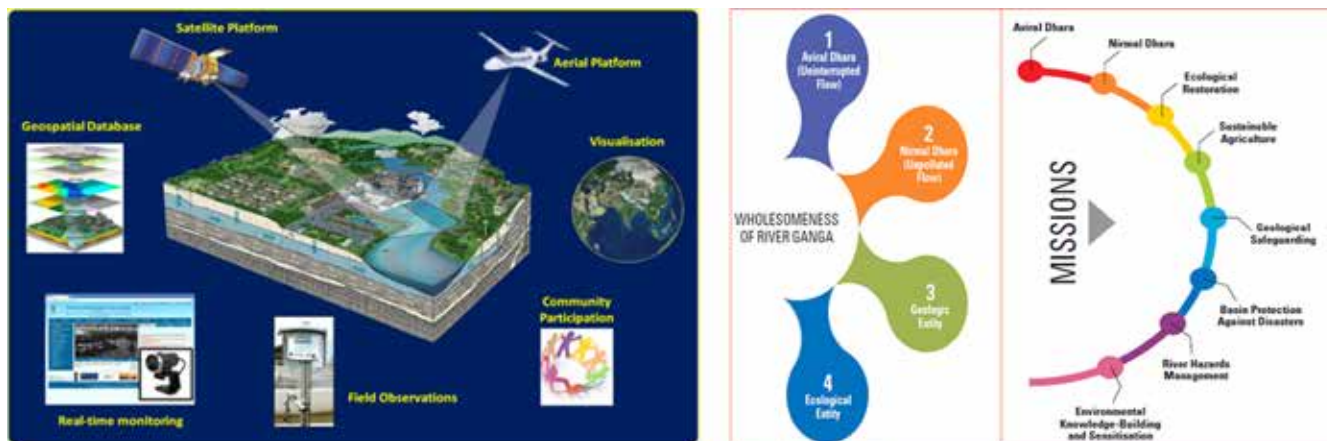 Satellite Platform
Aerial Platform
Geospatial Database
Visualisation
Community
Participation
Field Observations
Real-time monitoring
1
Aviral Dhara
(Uninterrupted
Flow)
2
Nirmal Dhara
(Unpolluted
Flow)
WHOLESOMENESS
OF RIVER GANGA
3
Geologic
Entity
4
Ecological
Entity
MISSIONS
Aviral Dhara
Nirmal Dhara
Ecological
Restoration
Sustainable
Agriculture
Geological
Safeguarding
Basin Protection
Against Disasters
River Hazards
Management
Environmental
Knowledge-Building
and Sensitisation